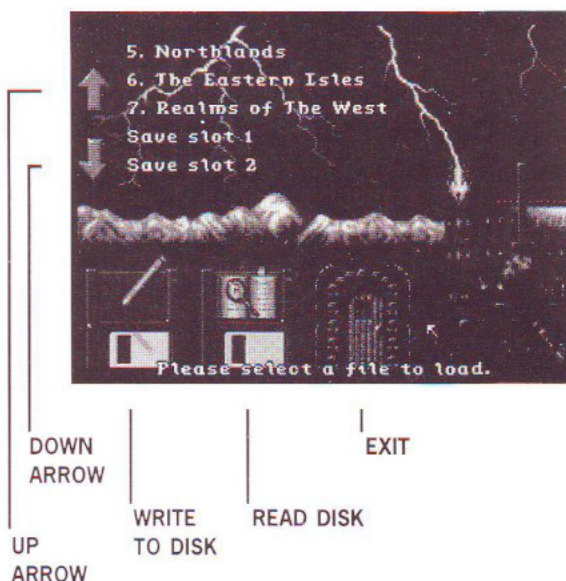 5. Northlands
6. The Eastern Isles
7. Realms of The West
Save slot 1
Save slot 2
Please select a file to load.
DOWN
ARROW
EXIT
WRITE
TO DISK
READ DISK
UP
ARROW